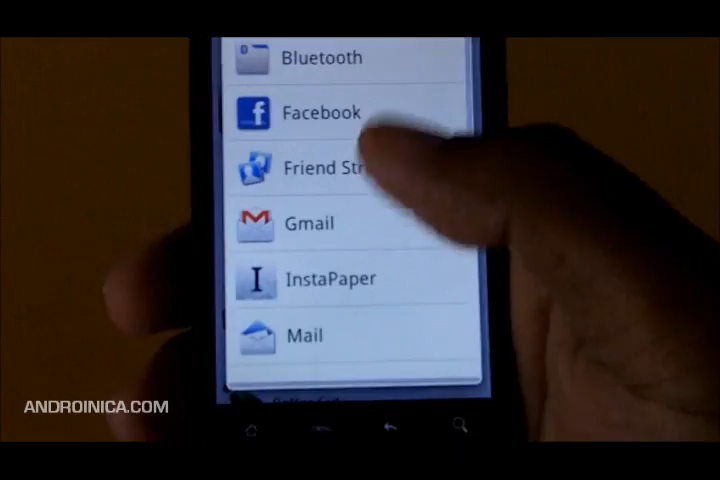 Bluetooth
Facebook
Friend Str
Gmail
InstaPaper
Mail
ANDROINICA.COM